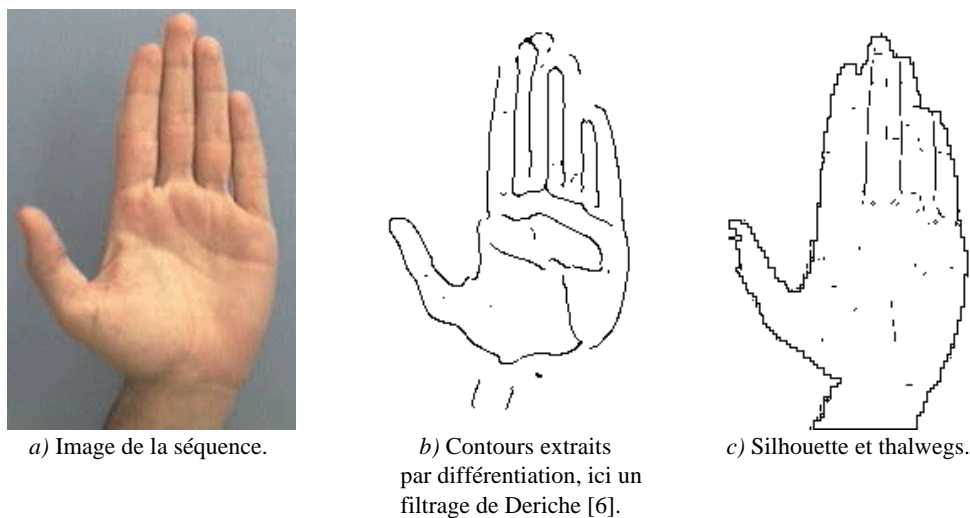 a) Image de la séquence.
b) Contours extraits
par différentiation, ici un
filtrage de Deriche [6].
c) Silhouette et thalwegs.